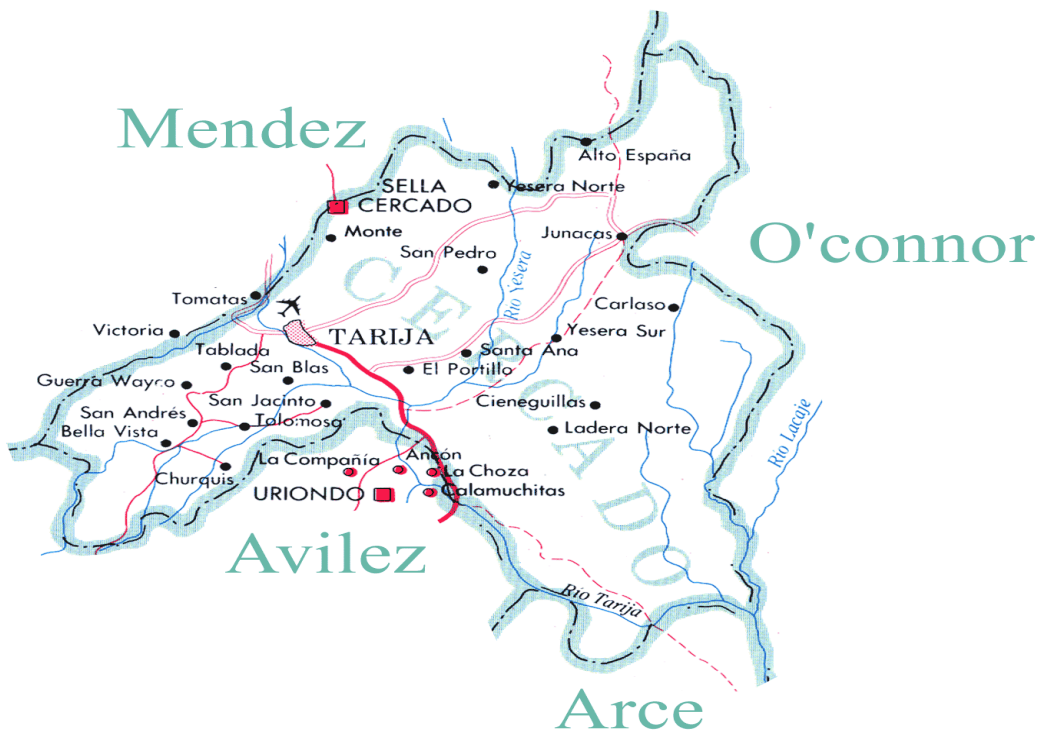 Mendez
Alto España
SELLA
CERCADO
Yesera Norte
Monte
Junacas
O'connor
San Pedro
Rio Yesera
Tomatas
Carlaso
Victoria
TARIJA
Yesera Sur
Tablada
Santa Ana
San Blas
El Portillo
Guerra Wayco
San Jacinto
Cieneguillas
San Andrés
Tolomosa
Bella Vista
Ladera Norte
Rio Lacaje
La Compañía
Ancon
La Choza
Churquis
URIONDO
Calamuchitas
CERCADO
Avilez
Rio Tarija
Arce